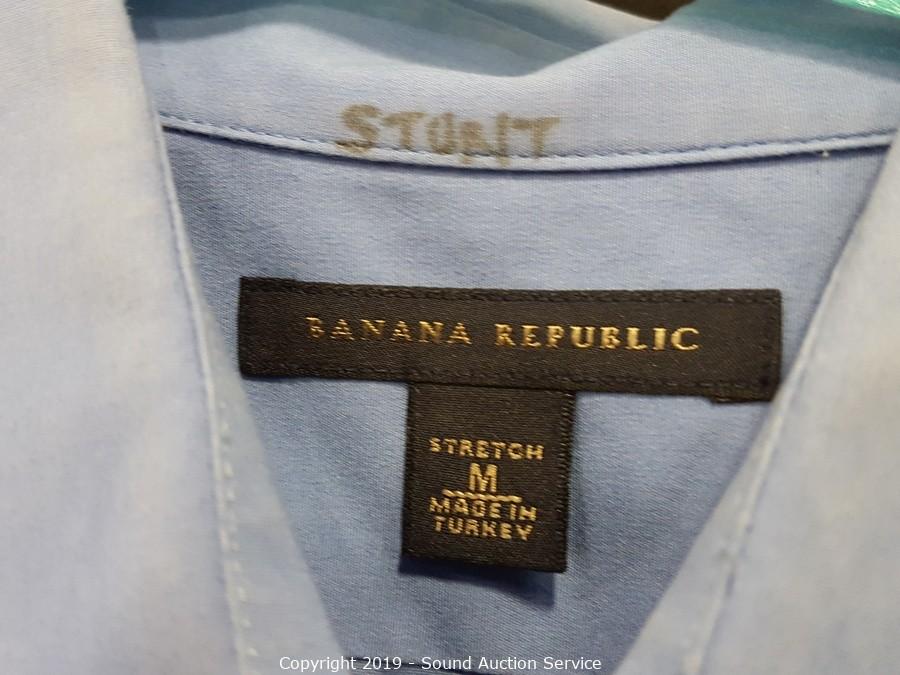 STUNT
BANANA REPUBLIC
STRETCH
M
MADE IN
TURKEY
Copyright 2019 - Sound Auction Service